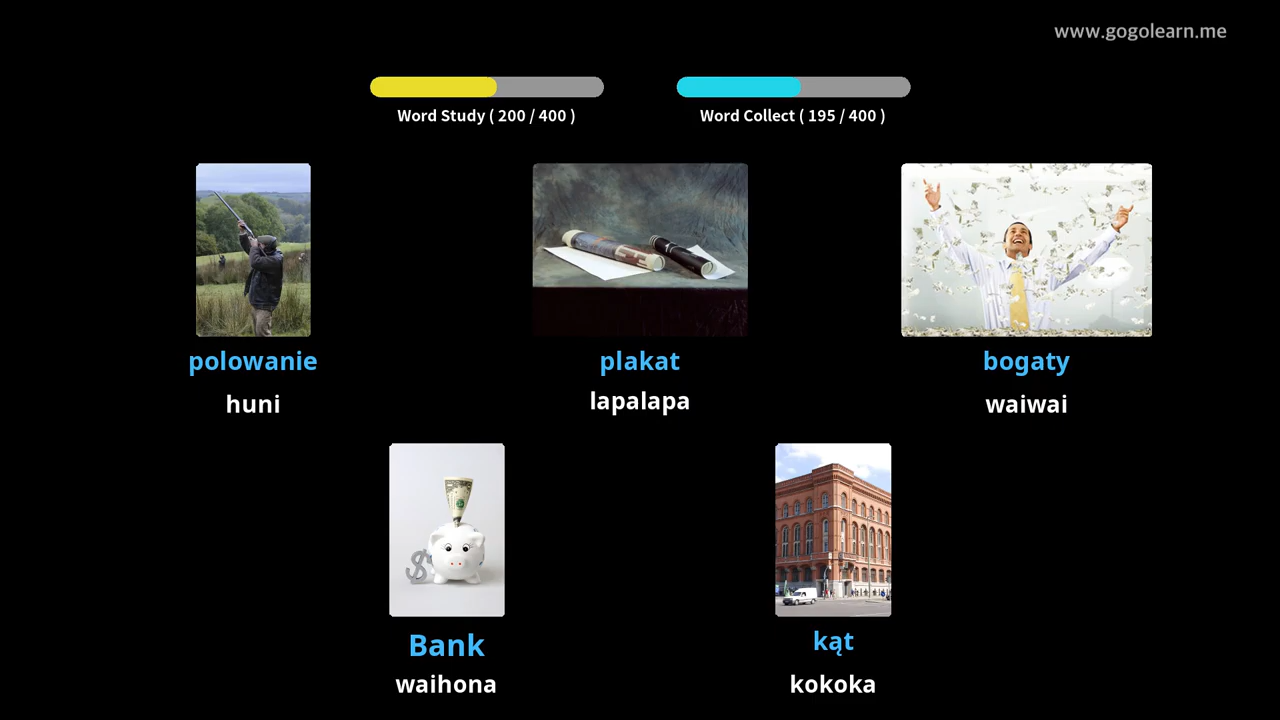 www.gogolearn.me
Word Study ( 200 / 400 )
Word Collect ( 195 / 400 )
polowanie
huni
plakat
lapalapa
bogaty
waiwai
Bank
waihona
kąt
kokoka